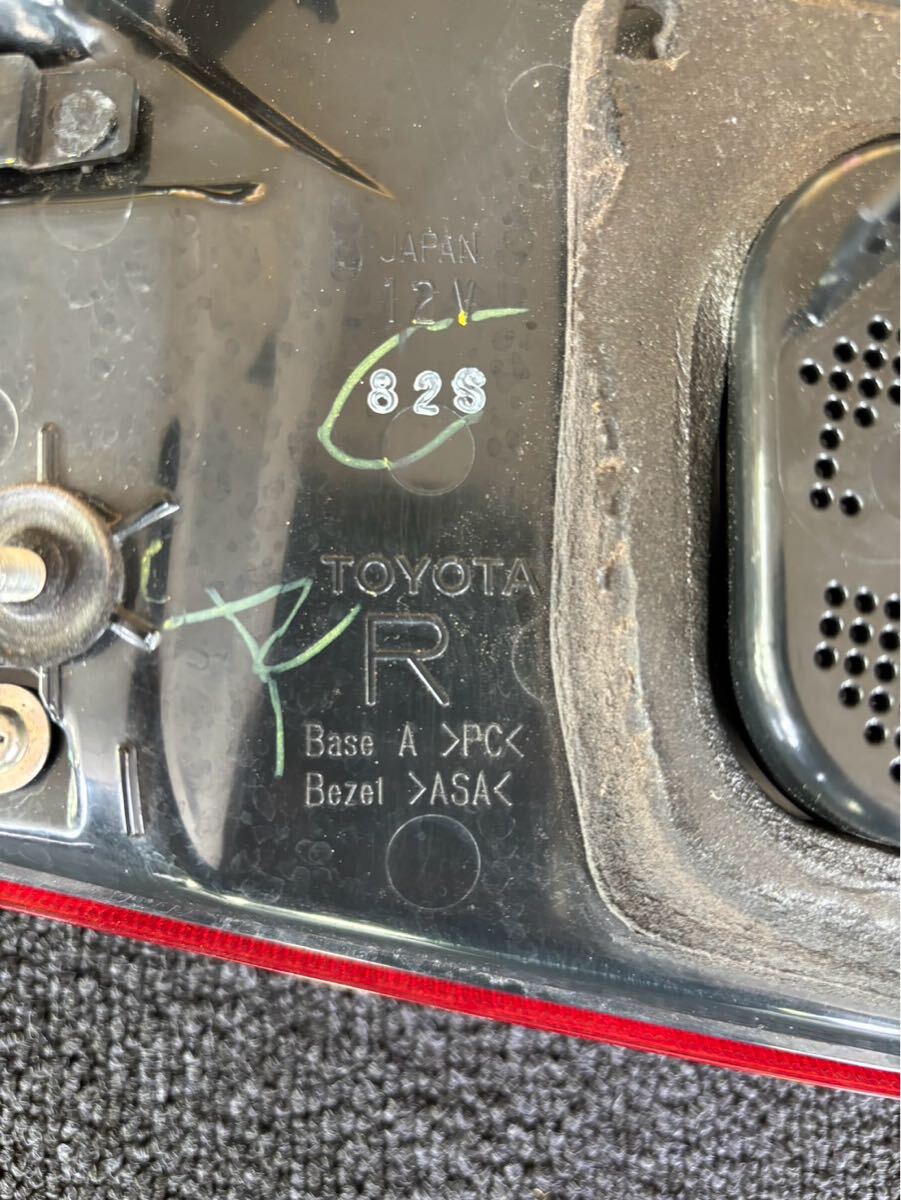 JAPAN
12V
82S
TOYOTA
R
Base A >PC<
Bezel >ASA<